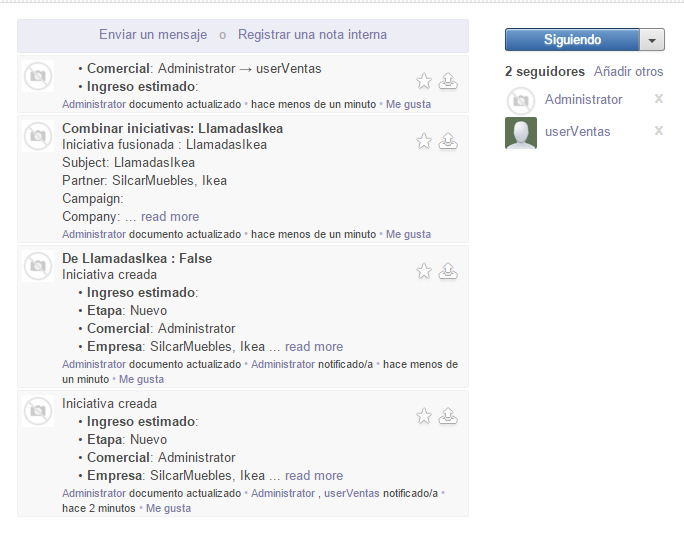 Enviar un mensaje o Registrar una nota interna
• Comercial: Administrator → userVentas
• Ingreso estimado:
Administrator documento actualizado • hace menos de un minuto • Me gusta
Combinar iniciativas: LlamadasIkea
Iniciativa fusionada : LlamadasIkea
Subject: LlamadasIkea
Partner: SilcarMuebles, Ikea
Campaign:
Company: ... read more
Administrator documento actualizado • hace menos de un minuto • Me gusta
De LlamadasIkea : False
Iniciativa creada
• Ingreso estimado:
• Etapa: Nuevo
• Comercial: Administrator
• Empresa: SilcarMuebles, Ikea ... read more
Administrator documento actualizado • Administrator notificado/a • hace menos de
un minuto • Me gusta
Iniciativa creada
• Ingreso estimado:
• Etapa: Nuevo
• Comercial: Administrator
• Empresa: SilcarMuebles, Ikea ... read more
Administrator documento actualizado • Administrator , userVentas notificado/a •
hace 2 minutos • Me gusta
Siguiendo
2 seguidores Añadir otros
Administrator x
userVentas x